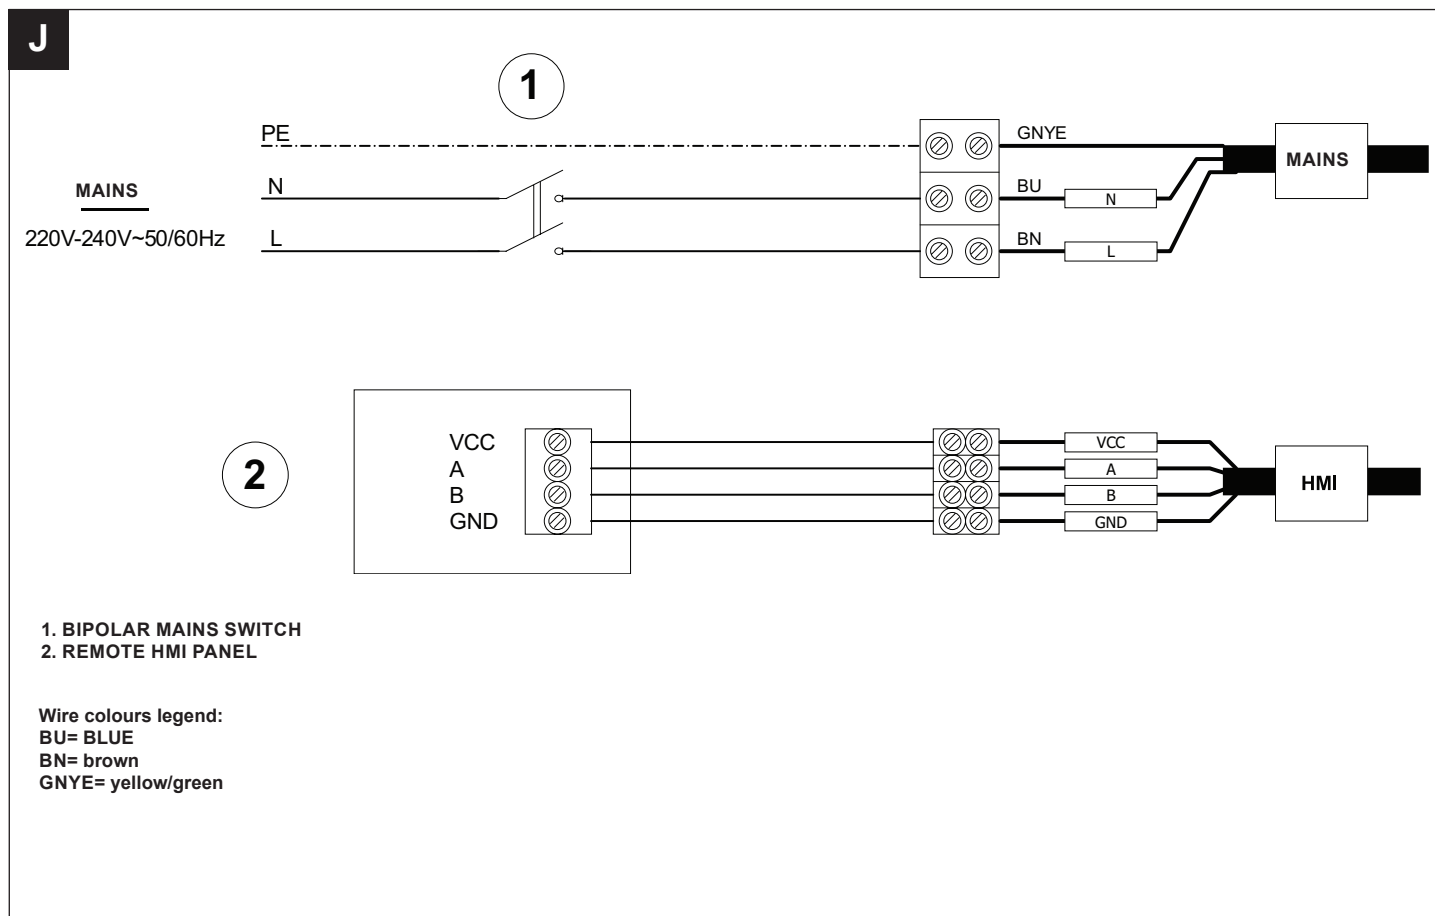 J
1
PE
GNYE
MAINS
MAINS
N
BU
N
220V-240V~50/60Hz
L
BN
L
2
VCC
A
B
GND
VCC
A
B
GND
HMI
1. BIPOLAR MAINS SWITCH
2. REMOTE HMI PANEL
Wire colours legend:
BU= BLUE
BN= brown
GNYE= yellow/green